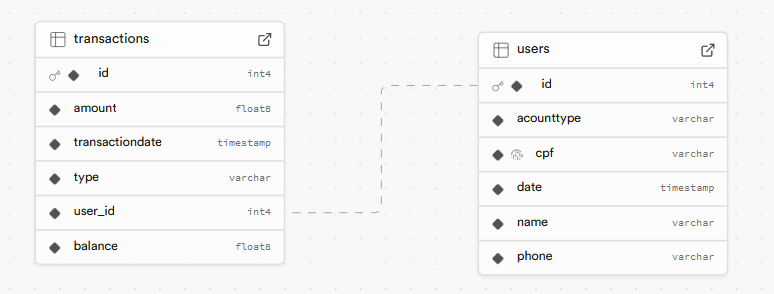 transactions
id int4
amount float8
transactiondate timestamp
type varchar
user_id int4
balance float8
users
id int4
acounttype varchar
cpf varchar
date timestamp
name varchar
phone varchar